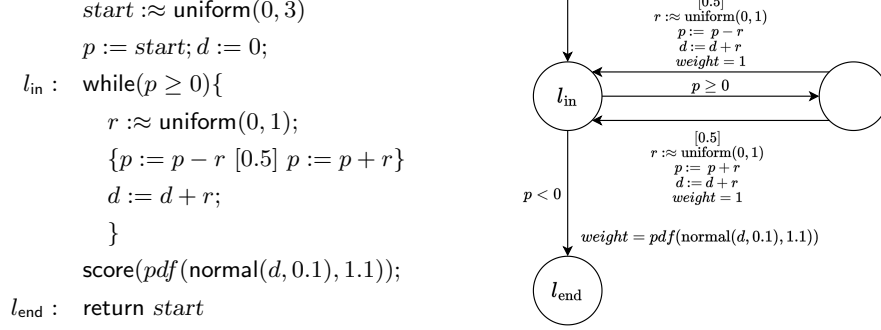 start :≈ uniform(0, 3)
p := start; d := 0;
l_in : while(p ≥ 0){
r :≈ uniform(0, 1);
{p := p − r [0.5] p := p + r}
d := d + r;
}
score(pdf(normal(d, 0.1), 1.1));
l_end : return start
[0.5]
r :≈ uniform(0, 1)
p := p − r
d := d + r
weight = 1
l_in
p ≥ 0
[0.5]
r :≈ uniform(0, 1)
p := p + r
d := d + r
weight = 1
p < 0
weight = pdf(normal(d, 0.1), 1.1))
l_end